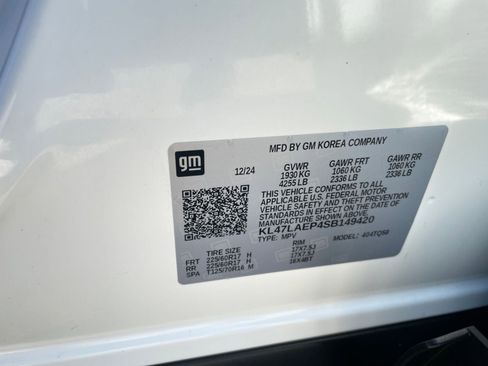 gm
MFD BY GM KOREA COMPANY
12/24 GVWR GAWR FRT GAWR RR
1930 KG 1060 KG 1060 KG
4255 LB 2336 LB 2336 LB
THIS VEHICLE CONFORMS TO ALL
APPLICABLE U.S. FEDERAL MOTOR
VEHICLE SAFETY AND THEFT PREVENTION
STANDARDS IN EFFECT ON THE DATE OF
MANUFACTURE SHOWN ABOVE.
KL47LAEP4SB149420
TYPE: MPV MODEL: 4D4TQ58
TIRE SIZE RIM
FRT 225/60R17 H 17X7.5J
RR 225/60R17 H 17X7.5J
SPA T125/70R16 M 16X4BT